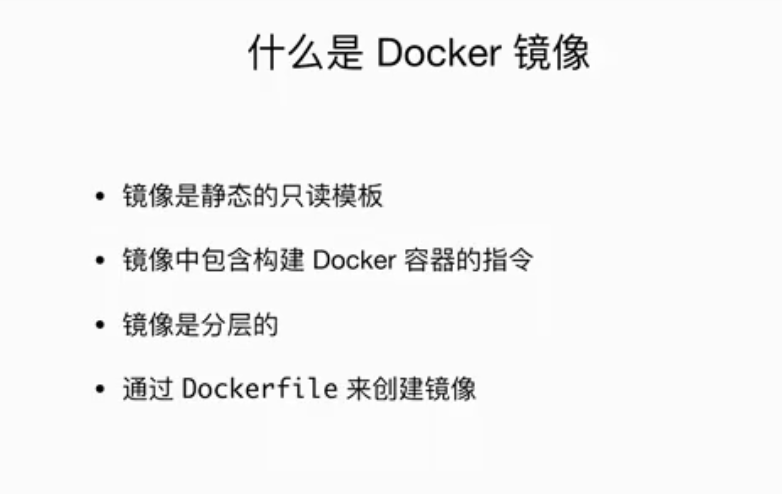 什么是 Docker 镜像
• 镜像是静态的只读模板
• 镜像中包含构建 Docker 容器的指令
• 镜像是分层的
• 通过 Dockerfile 来创建镜像